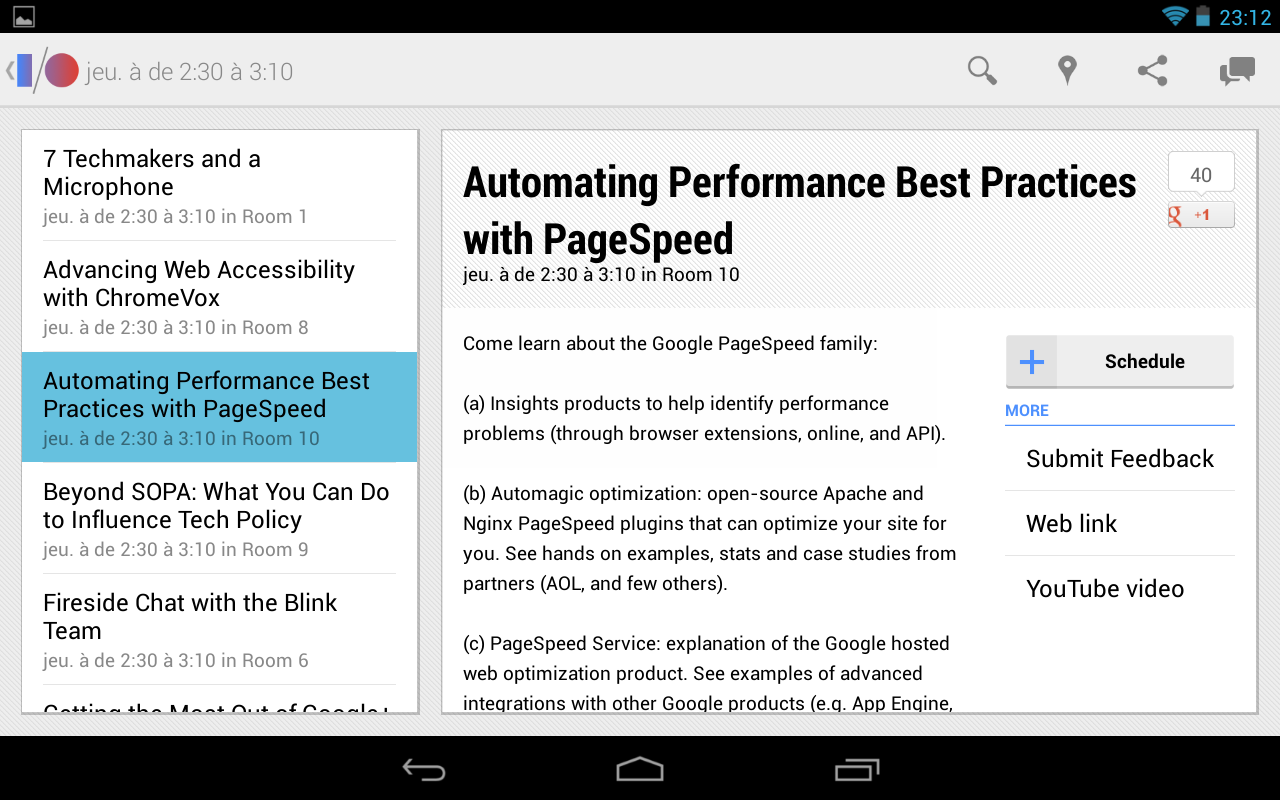 23:12
jeu. à de 2:30 à 3:10
7 Techmakers and a
Microphone
jeu. à de 2:30 à 3:10 in Room 1
Advancing Web Accessibility
with ChromeVox
jeu. à de 2:30 à 3:10 in Room 8
Automating Performance Best
Practices with PageSpeed
jeu. à de 2:30 à 3:10 in Room 10
Beyond SOPA: What You Can Do
to Influence Tech Policy
jeu. à de 2:30 à 3:10 in Room 9
Fireside Chat with the Blink
Team
jeu. à de 2:30 à 3:10 in Room 6
Getting the Most Out of Google+
Automating Performance Best Practices
with PageSpeed
jeu. à de 2:30 à 3:10 in Room 10
40
g +1
Come learn about the Google PageSpeed family:
(a) Insights products to help identify performance
problems (through browser extensions, online, and API).
(b) Automagic optimization: open-source Apache and
Nginx PageSpeed plugins that can optimize your site for
you. See hands on examples, stats and case studies from
partners (AOL, and few others).
(c) PageSpeed Service: explanation of the Google hosted
web optimization product. See examples of advanced
integrations with other Google products (e.g. App Engine,
Schedule
MORE
Submit Feedback
Web link
YouTube video